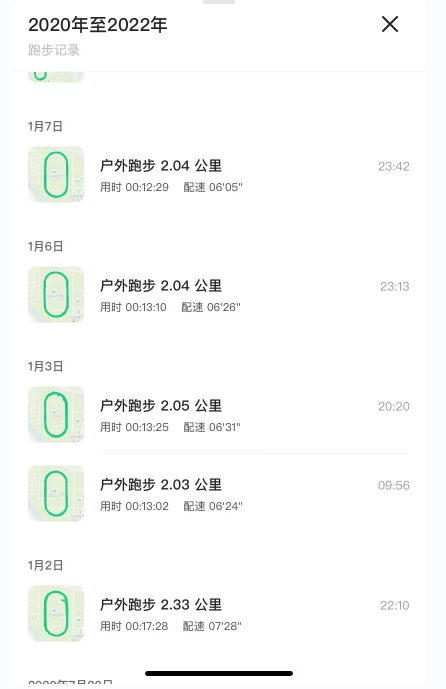 2020年至2022年
跑步记录
1月7日
户外跑步 2.04 公里 23:42
用时 00:12:29 配速 06'05"
1月6日
户外跑步 2.04 公里 23:13
用时 00:13:10 配速 06'26"
1月3日
户外跑步 2.05 公里 20:20
用时 00:13:25 配速 06'31"
户外跑步 2.03 公里 09:56
用时 00:13:02 配速 06'24"
1月2日
户外跑步 2.33 公里 22:10
用时 00:17:28 配速 07'28"